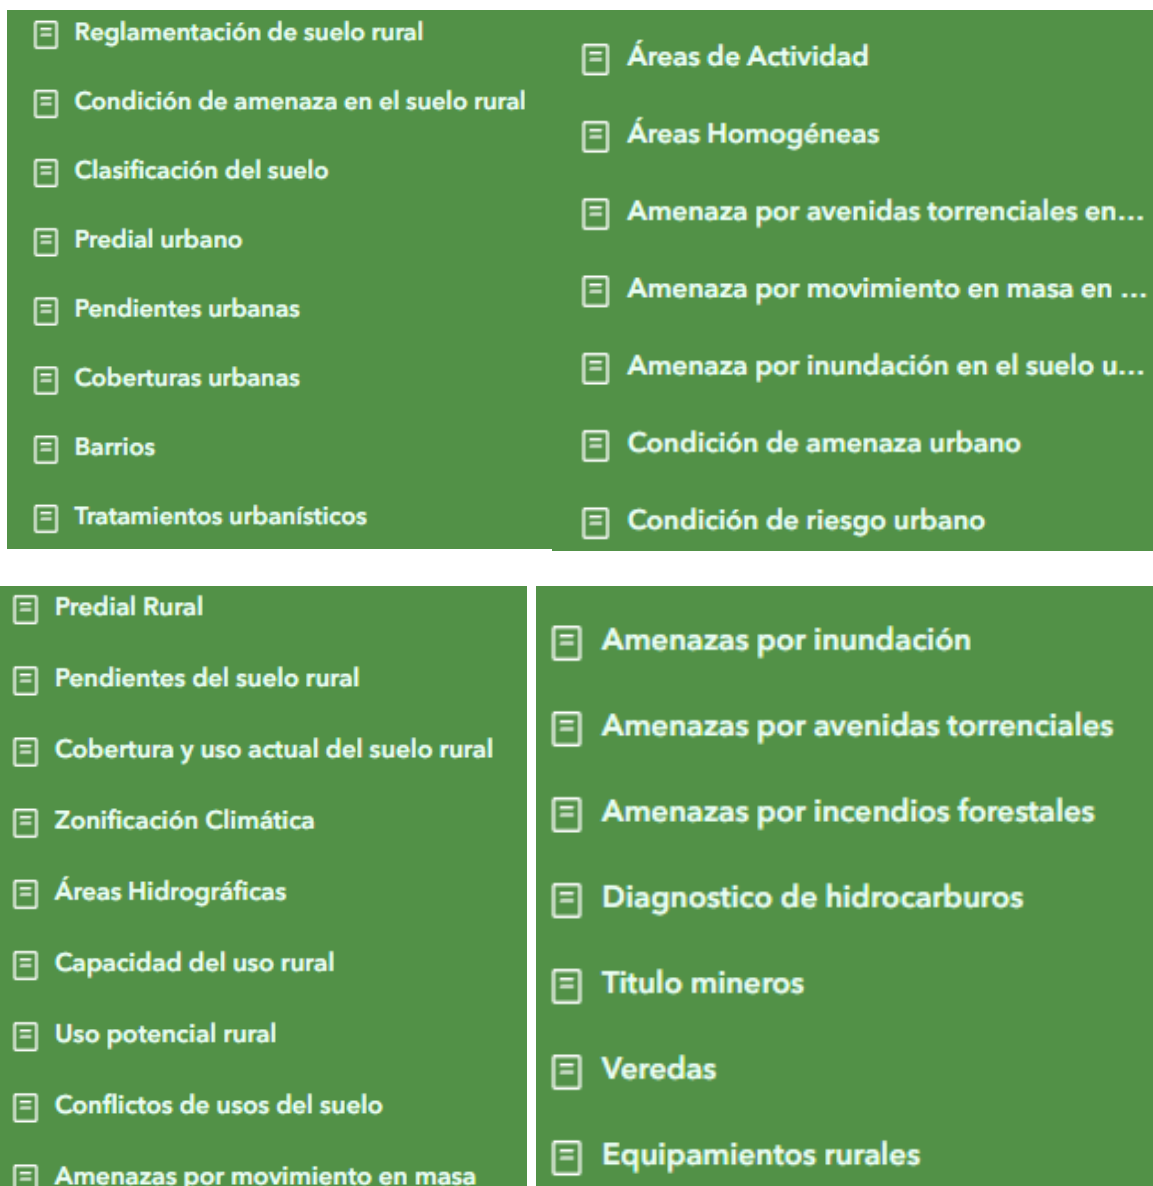 Reglamentación de suelo rural
Condición de amenaza en el suelo rural
Clasificación del suelo
Predial urbano
Pendientes urbanas
Coberturas urbanas
Barrios
Tratamientos urbanísticos
Áreas de Actividad
Áreas Homogéneas
Amenaza por avenidas torrenciales en...
Amenaza por movimiento en masa en ...
Amenaza por inundación en el suelo u...
Condición de amenaza urbano
Condición de riesgo urbano
Predial Rural
Pendientes del suelo rural
Cobertura y uso actual del suelo rural
Zonificación Climática
Áreas Hidrográficas
Capacidad del uso rural
Uso potencial rural
Conflictos de usos del suelo
Amenazas por movimiento en masa
Amenazas por inundación
Amenazas por avenidas torrenciales
Amenazas por incendios forestales
Diagnostico de hidrocarburos
Titulo mineros
Veredas
Equipamientos rurales